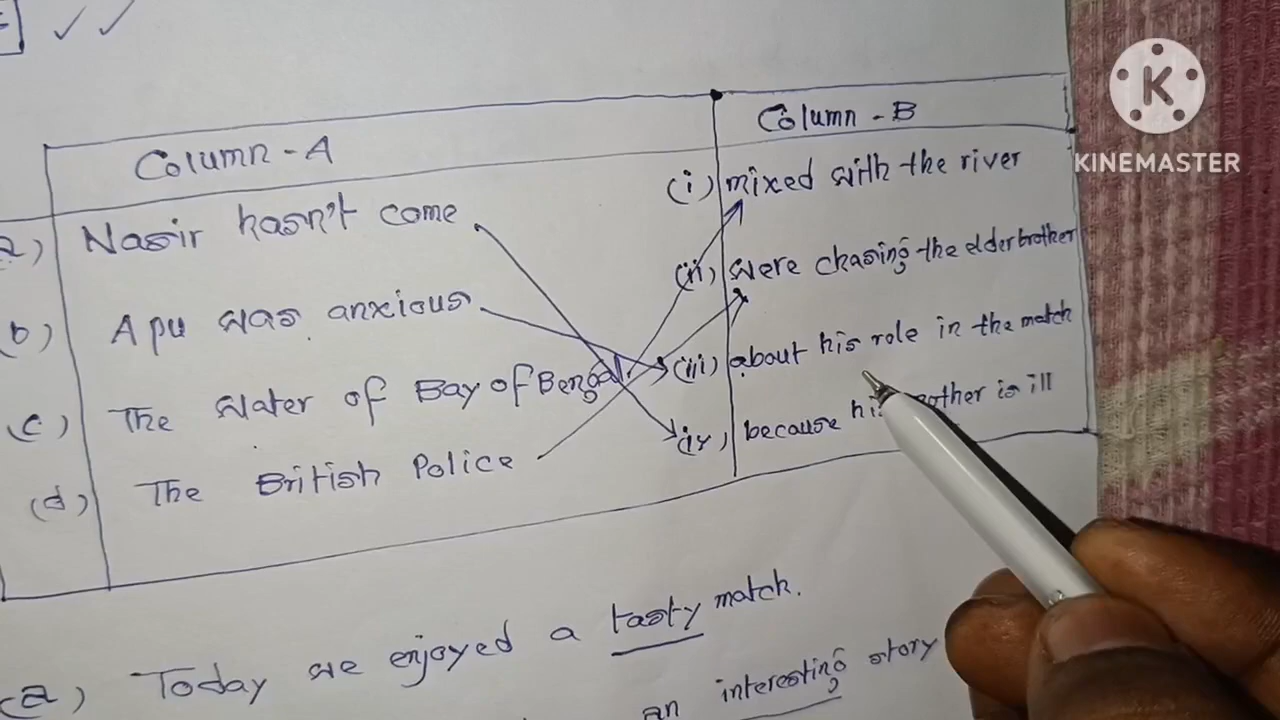 Column - A
Column - B
a) Nasir hasn't come
(i) mixed with the river
(b) Apu was anxious
(ii) were chasing the elder brother
(c) The water of Bay of Bengal
(iii) about his role in the match
(d) The British Police
(iv) because his is ill
(a) Today we enjoyed a tasty match.
an interesting story
K
KINEMASTER